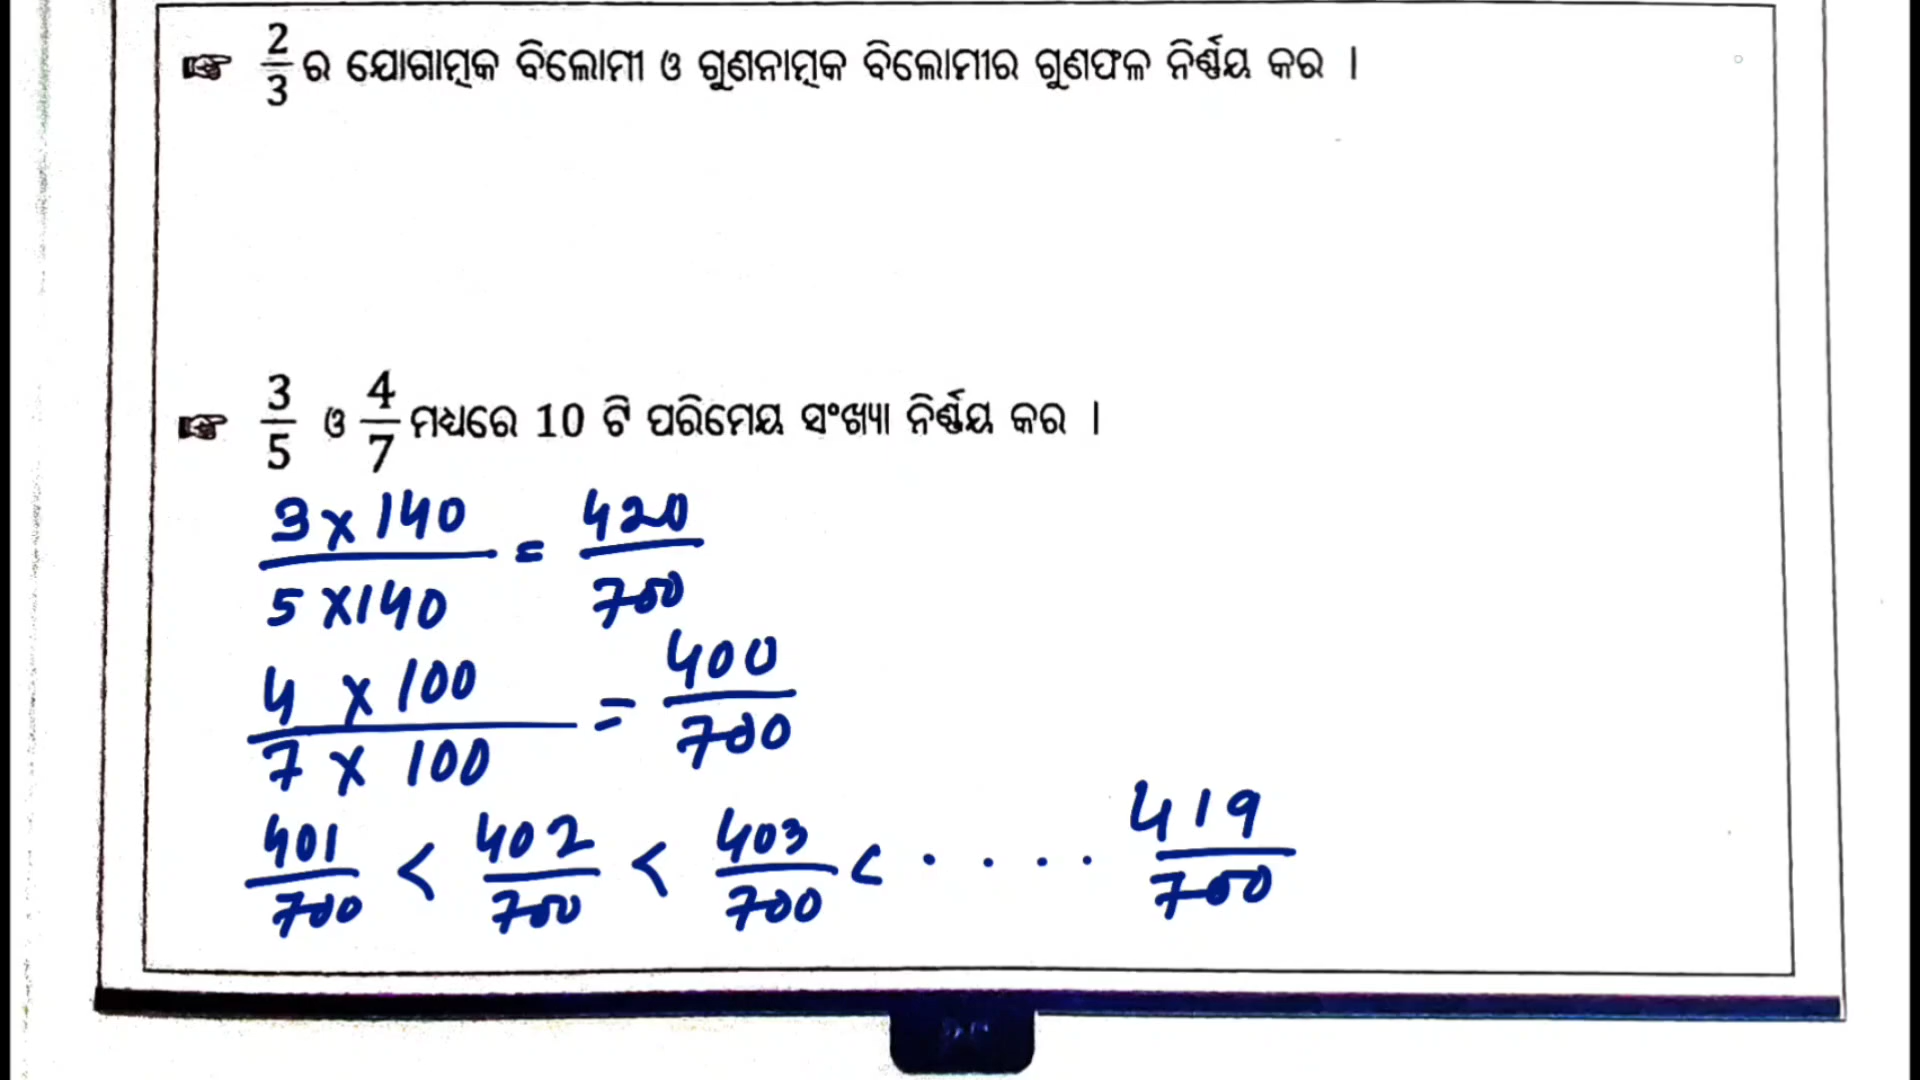 ☞ 2/3 ର ଯୋଗାତ୍ମକ ବିଲୋମୀ ଓ ଗୁଣନାତ୍ମକ ବିଲୋମୀର ଗୁଣଫଳ ନିର୍ଣ୍ଣୟ କର ।
☞ 3/5 ଓ 4/7 ମଧ୍ୟରେ 10 ଟି ପରିମେୟ ସଂଖ୍ୟା ନିର୍ଣ୍ଣୟ କର ।
3 x 140 / 5 x 140 = 420/700
4 x 100 / 7 x 100 = 400/700
401/700 < 402/700 < 403/700 < . . . . 419/700